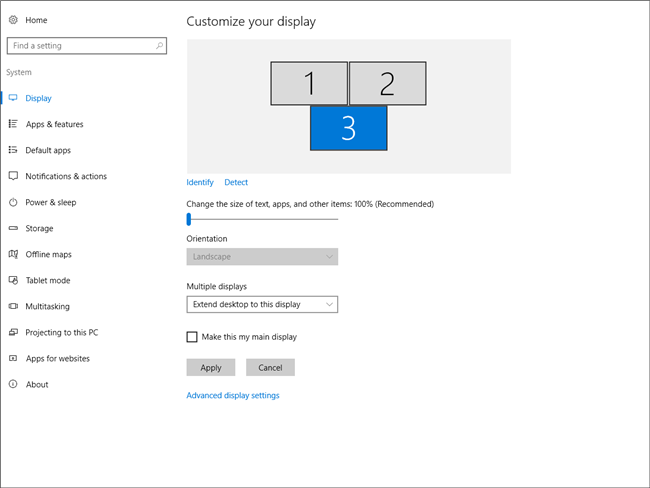 Home
Find a setting
System
Display
Apps & features
Default apps
Notifications & actions
Power & sleep
Storage
Offline maps
Tablet mode
Multitasking
Projecting to this PC
Apps for websites
About
Customize your display
1 2
3
Identify Detect
Change the size of text, apps, and other items: 100% (Recommended)
Orientation
Landscape
Multiple displays
Extend desktop to this display
Make this my main display
Apply Cancel
Advanced display settings